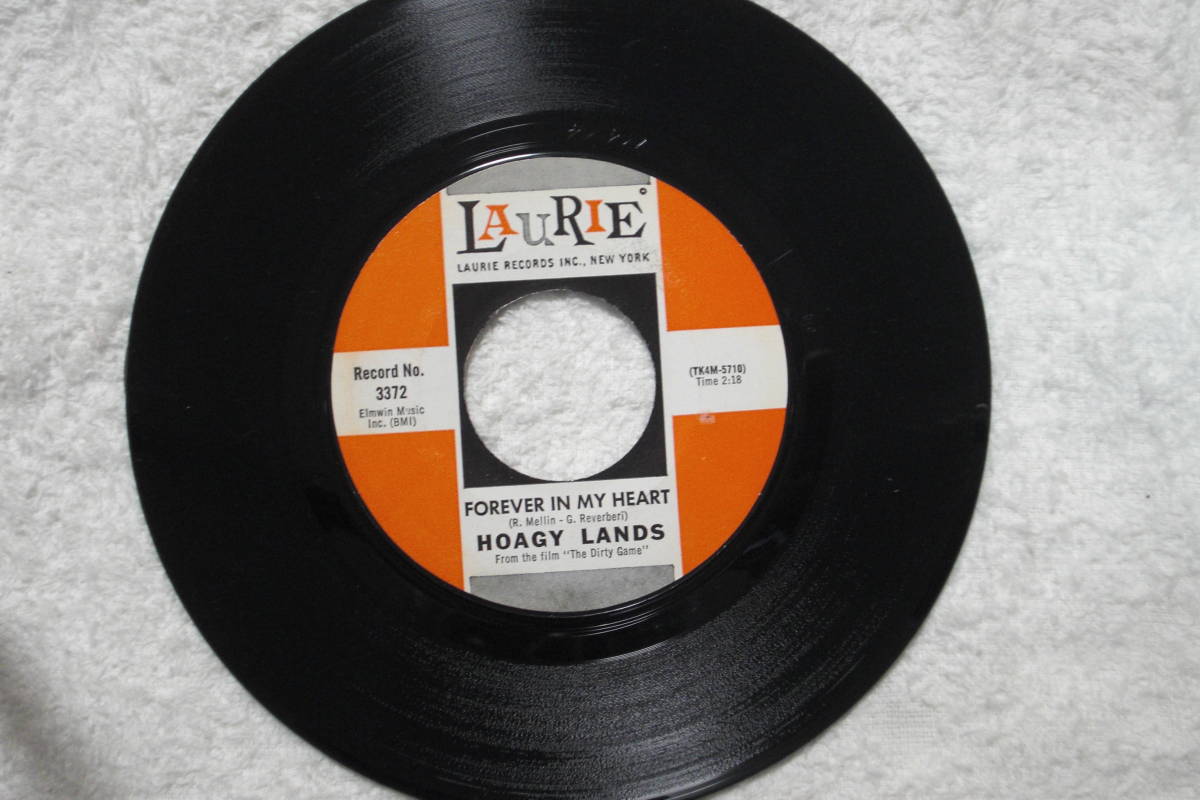 LAURIE
LAURIE RECORDS INC., NEW YORK
Record No.
3372
Elmwin Music
Inc. (BMI)
(TK4M-5710)
Time 2:18
FOREVER IN MY HEART
(R. Mellin - G. Reverberi)
HOAGY LANDS
From the film "The Dirty Game"